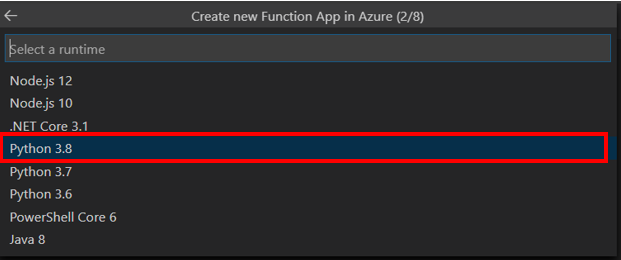 Create new Function App in Azure (2/8)
Select a runtime
Node.js 12
Node.js 10
.NET Core 3.1
Python 3.8
Python 3.7
Python 3.6
PowerShell Core 6
Java 8